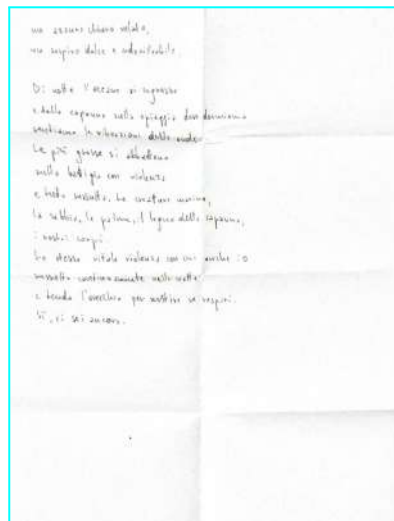 un azzurro chiaro velato,
un respiro dolce e indomitabile.
Di notte l'oceano si ingrossa
e dalla capanna sulla spiaggia dove dormiamo
sentiamo le vibrazioni delle onde.
Le più grosse si abbattono
sulla battigia con violenza
e tutto sussulta. Le creature marine,
la sabbia, le palme, il legno della capanna,
i nostri corpi.
La stessa vitale violenza con cui anche io
sussulto continuamente nella notte
e tendo l'orecchio per sentire se respiri.
Sì, ci sei ancora.